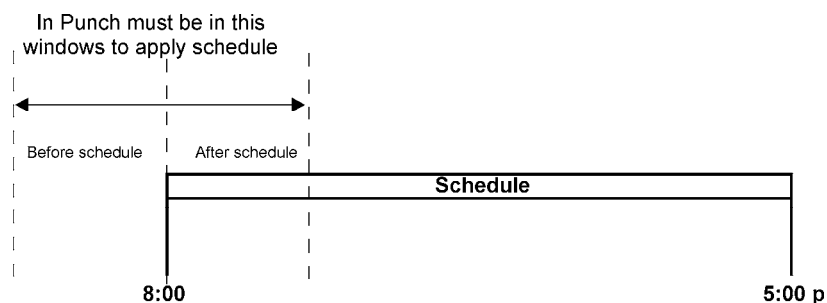 In Punch must be in this
windows to apply schedule
Before schedule
After schedule
Schedule
8:00
5:00 p